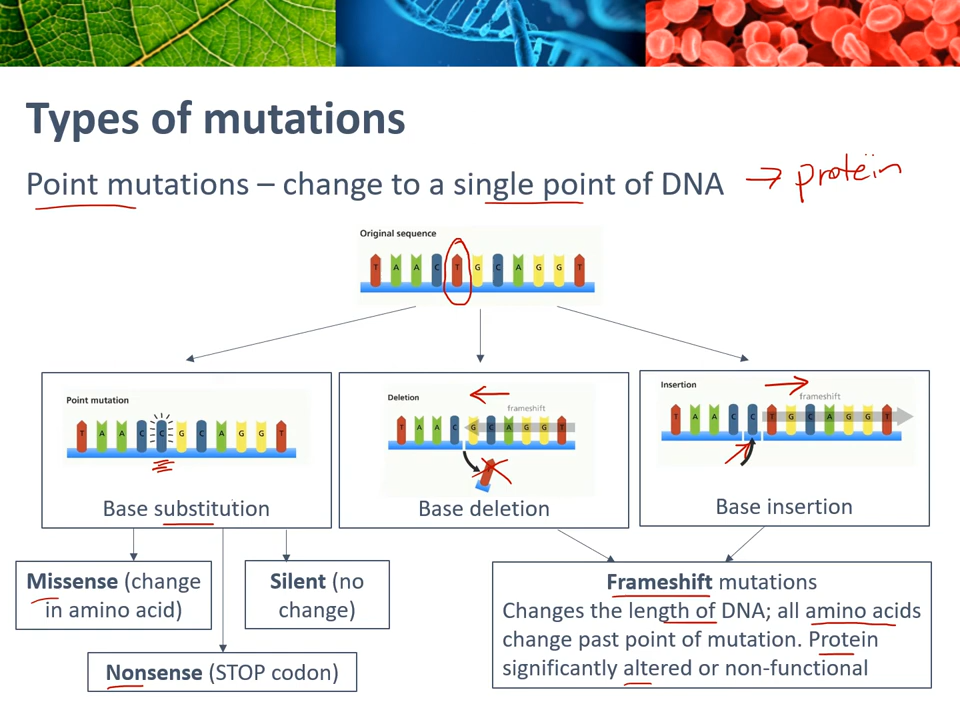 Types of mutations
Point mutations – change to a single point of DNA → protein
Original sequence
T A A C T G C A G G T
Point mutation
T A A C C G C A G G T
Base substitution
Deletion
frameshift
T A A C G C A G G T
T
Base deletion
Insertion
frameshift
T A A C C T G C A G G T
Base insertion
Missense (change
in amino acid)
Silent (no
change)
Nonsense (STOP codon)
Frameshift mutations
Changes the length of DNA; all amino acids
change past point of mutation. Protein
significantly altered or non-functional